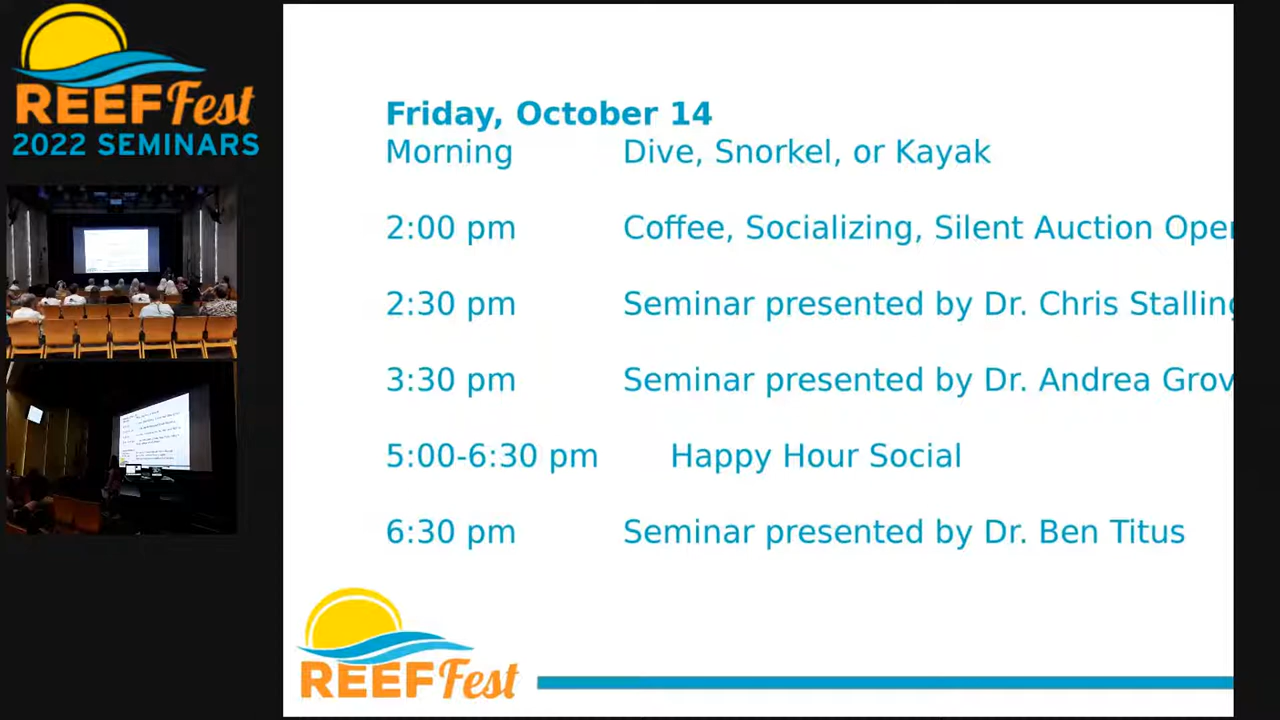 REEF Fest
2022 SEMINARS
Friday, October 14
Morning Dive, Snorkel, or Kayak
2:00 pm Coffee, Socializing, Silent Auction
2:30 pm Seminar presented by Dr. Chris
3:30 pm Seminar presented by Dr. Andrea
5:00-6:30 pm Happy Hour Social
6:30 pm Seminar presented by Dr. Ben Titus
REEF Fest